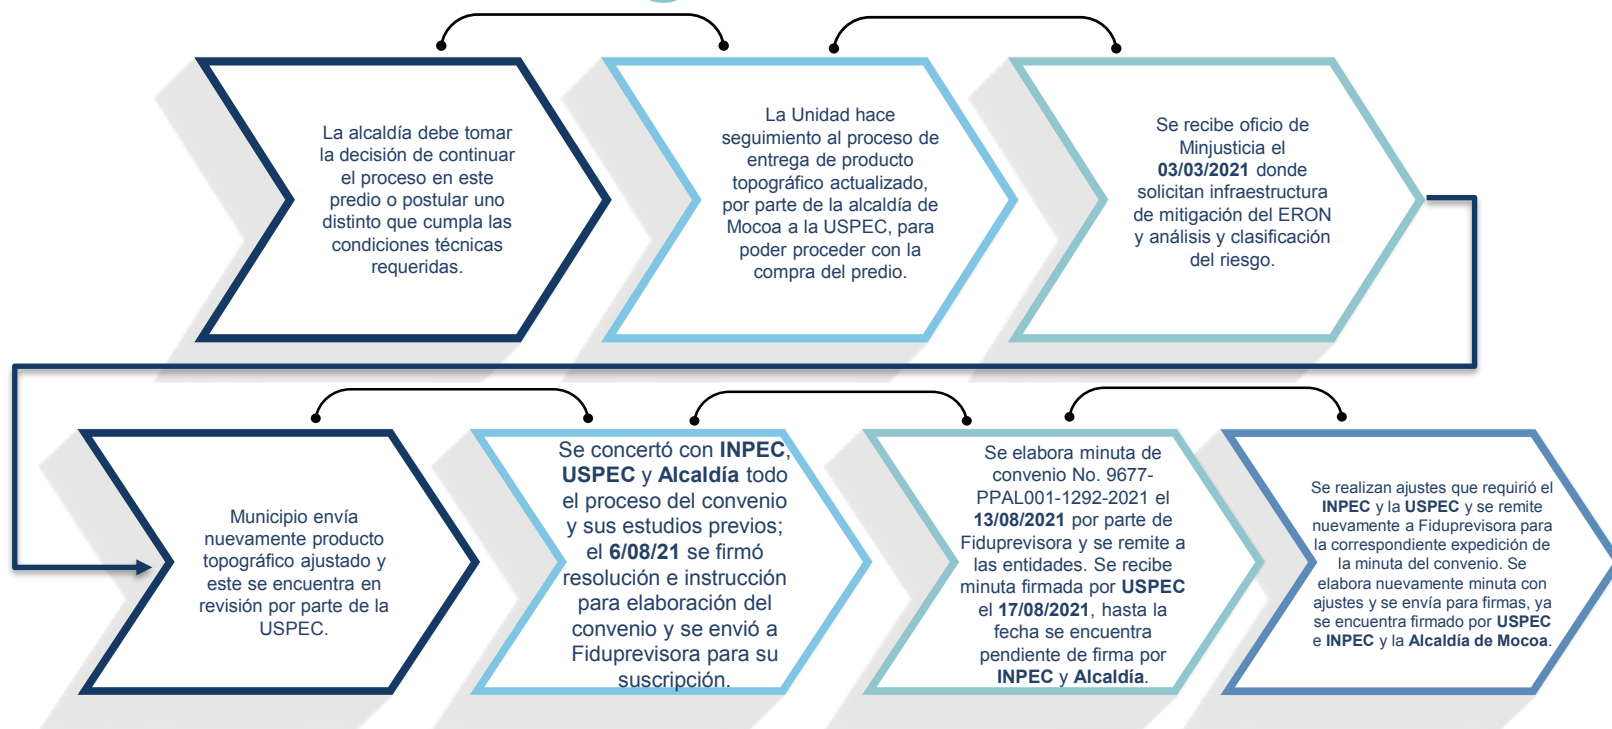 La alcaldía debe tomar
la decisión de continuar
el proceso en este
predio o postular uno
distinto que cumpla las
condiciones técnicas
requeridas.
La Unidad hace
seguimiento al proceso de
entrega de producto
topográfico actualizado,
por parte de la alcaldía de
Mocoa a la USPEC, para
poder proceder con la
compra del predio.
Se recibe oficio de
Minjusticia el
03/03/2021 donde
solicitan infraestructura
de mitigación del ERON
y análisis y clasificación
del riesgo.
Municipio envía
nuevamente producto
topográfico ajustado y
este se encuentra en
revisión por parte de la
USPEC.
Se concertó con INPEC,
USPEC y Alcaldía todo
el proceso del convenio
y sus estudios previos;
el 6/08/21 se firmó
resolución e instrucción
para elaboración del
convenio y se envió a
Fiduprevisora para su
suscripción.
Se elabora minuta de
convenio No. 9677-
PPAL001-1292-2021 el
13/08/2021 por parte de
Fiduprevisora y se remite a
las entidades. Se recibe
minuta firmada por USPEC
el 17/08/2021, hasta la
fecha se encuentra
pendiente de firma por
INPEC y Alcaldía.
Se realizan ajustes que requirió el
INPEC y la USPEC y se remite
nuevamente a Fiduprevisora para
la correspondiente expedición de
la minuta del convenio. Se
elabora nuevamente minuta con
ajustes y se envía para firmas, ya
se encuentra firmado por USPEC
e INPEC y la Alcaldía de Mocoa.